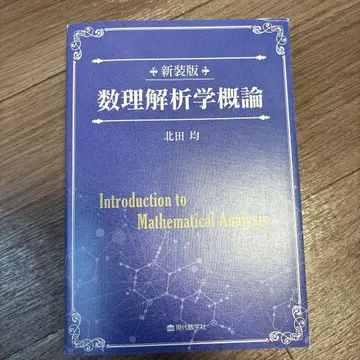 新装版
数理解析学概論
北田 均
Introduction to
Mathematical Analysis
現代数学社